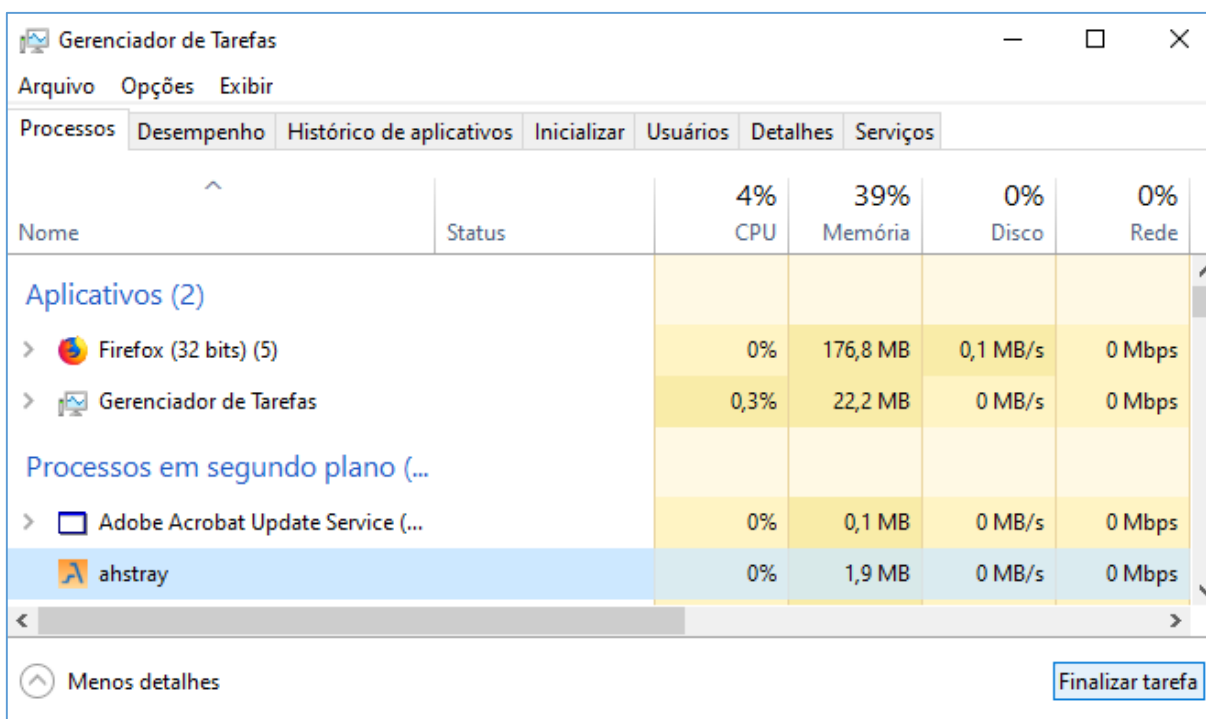 Gerenciador de Tarefas
Arquivo Opções Exibir
Processos Desempenho Histórico de aplicativos Inicializar Usuários Detalhes Serviços
4% 39% 0% 0%
Nome Status CPU Memória Disco Rede
Aplicativos (2)
Firefox (32 bits) (5) 0% 176,8 MB 0,1 MB/s 0 Mbps
Gerenciador de Tarefas 0,3% 22,2 MB 0 MB/s 0 Mbps
Processos em segundo plano (...
Adobe Acrobat Update Service (... 0% 0,1 MB 0 MB/s 0 Mbps
ahstray 0% 1,9 MB 0 MB/s 0 Mbps
Menos detalhes Finalizar tarefa